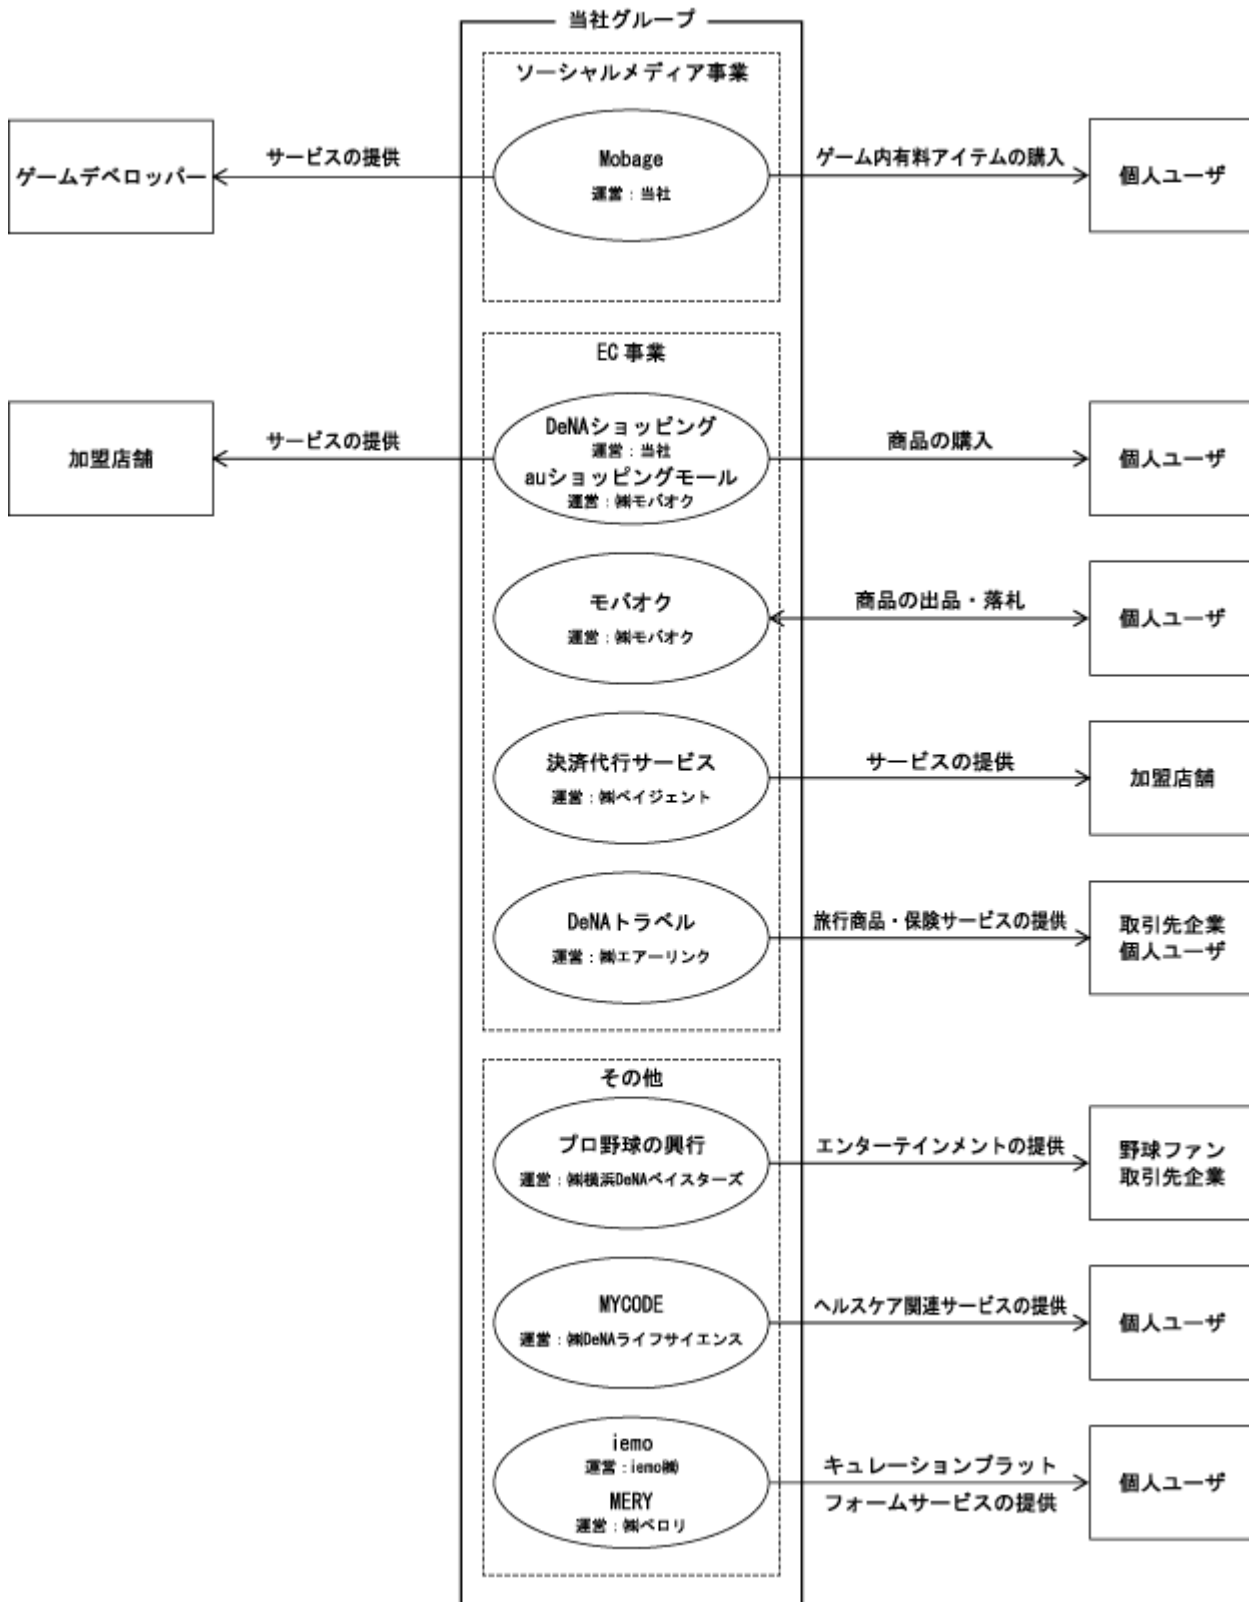 当社グループ
ソーシャルメディア事業
ゲームデベロッパー
サービスの提供
Mobage
運営：当社
ゲーム内有料アイテムの購入
個人ユーザ
EC事業
加盟店舗
サービスの提供
DeNAショッピング
運営：当社
auショッピングモール
運営：㈱モバオク
商品の購入
個人ユーザ
モバオク
運営：㈱モバオク
商品の出品・落札
個人ユーザ
決済代行サービス
運営：㈱ペイジェント
サービスの提供
加盟店舗
DeNAトラベル
運営：㈱エアーリンク
旅行商品・保険サービスの提供
取引先企業
個人ユーザ
その他
プロ野球の興行
運営：㈱横浜DeNAベイスターズ
エンターテインメントの提供
野球ファン
取引先企業
MYCODE
運営：㈱DeNAライフサイエンス
ヘルスケア関連サービスの提供
個人ユーザ
iemo
運営：iemo㈱
MERY
運営：㈱ペロリ
キュレーションプラット
フォームサービスの提供
個人ユーザ